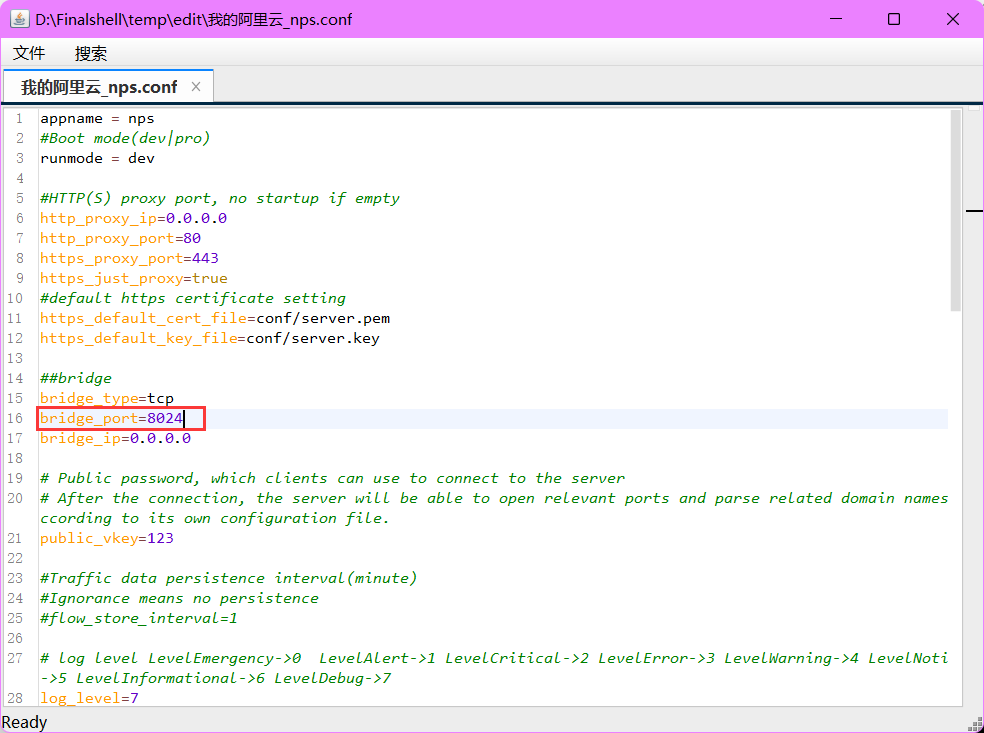 D:\Finalshell\temp\edit\我的阿里云_nps.conf
文件 搜索
我的阿里云_nps.conf ×
1 appname = nps
2 #Boot mode(dev|pro)
3 runmode = dev
4
5 #HTTP(S) proxy port, no startup if empty
6 http_proxy_ip=0.0.0.0
7 http_proxy_port=80
8 https_proxy_port=443
9 https_just_proxy=true
10 #default https certificate setting
11 https_default_cert_file=conf/server.pem
12 https_default_key_file=conf/server.key
13
14 ##bridge
15 bridge_type=tcp
16 bridge_port=8024
17 bridge_ip=0.0.0.0
18
19 # Public password, which clients can use to connect to the server
20 # After the connection, the server will be able to open relevant ports and parse related domain names
ccording to its own configuration file.
21 public_vkey=123
22
23 #Traffic data persistence interval(minute)
24 #Ignorance means no persistence
25 #flow_store_interval=1
26
27 # log level LevelEmergency->0  LevelAlert->1 LevelCritical->2 LevelError->3 LevelWarning->4 LevelNoti
->5 LevelInformational->6 LevelDebug->7
28 log_level=7
Ready